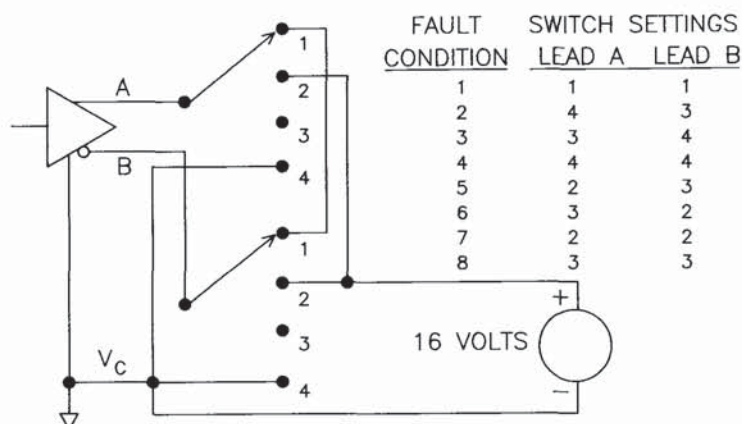 FAULT SWITCH SETTINGS
CONDITION LEAD A LEAD B
1 1 1
2 4 3
3 3 4
4 4 4
5 2 3
6 3 2
7 2 2
8 3 3
A
B
1
2
3
4
1
2
3
4
V_C
16 VOLTS
+
−